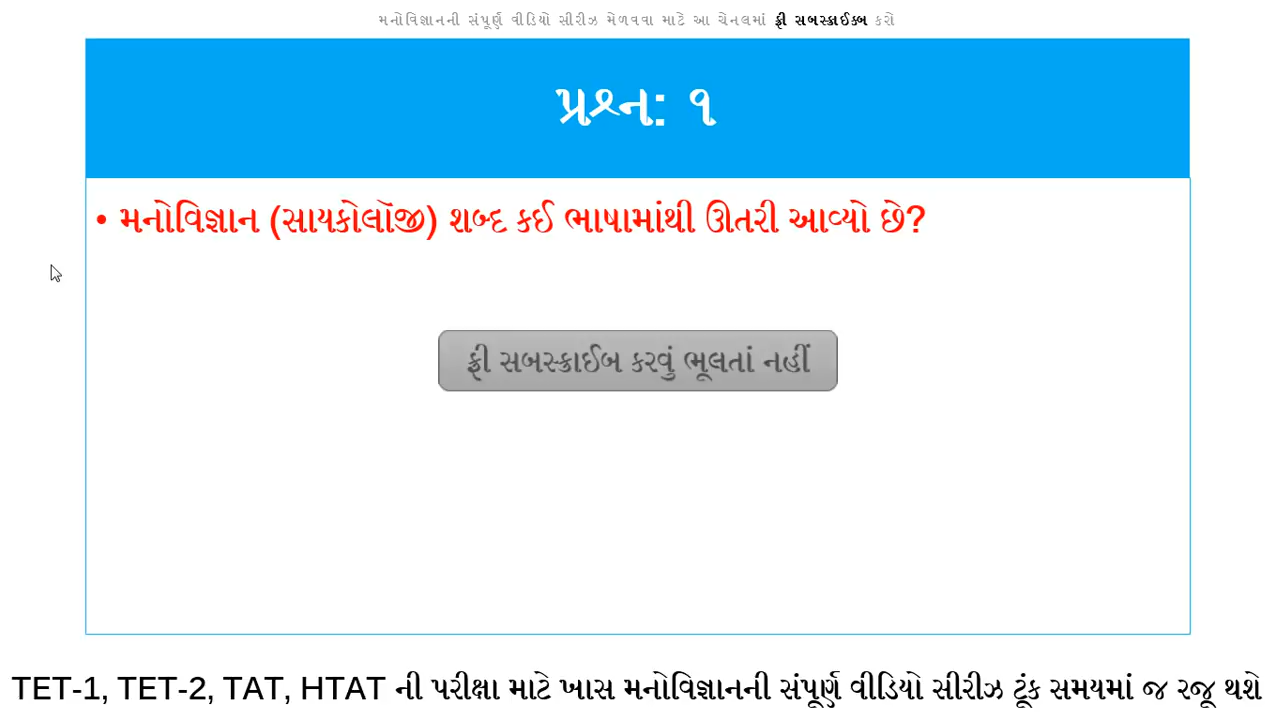 મનોવિજ્ઞાનની સંપૂર્ણ વીડિયો સીરીઝ મેળવવા માટે આ ચેનલમાં ફ્રી સબસ્ક્રાઈબ કરો
પ્રશ્ન: ૧
• મનોવિજ્ઞાન (સાયકોલૉજી) શબ્દ કઈ ભાષામાંથી ઊતરી આવ્યો છે?
ફ્રી સબસ્ક્રાઈબ કરવું ભૂલતાં નહીં
TET-1, TET-2, TAT, HTAT ની પરીક્ષા માટે ખાસ મનોવિજ્ઞાનની સંપૂર્ણ વીડિયો સીરીઝ ટૂંક સમયમાં જ રજૂ થશે